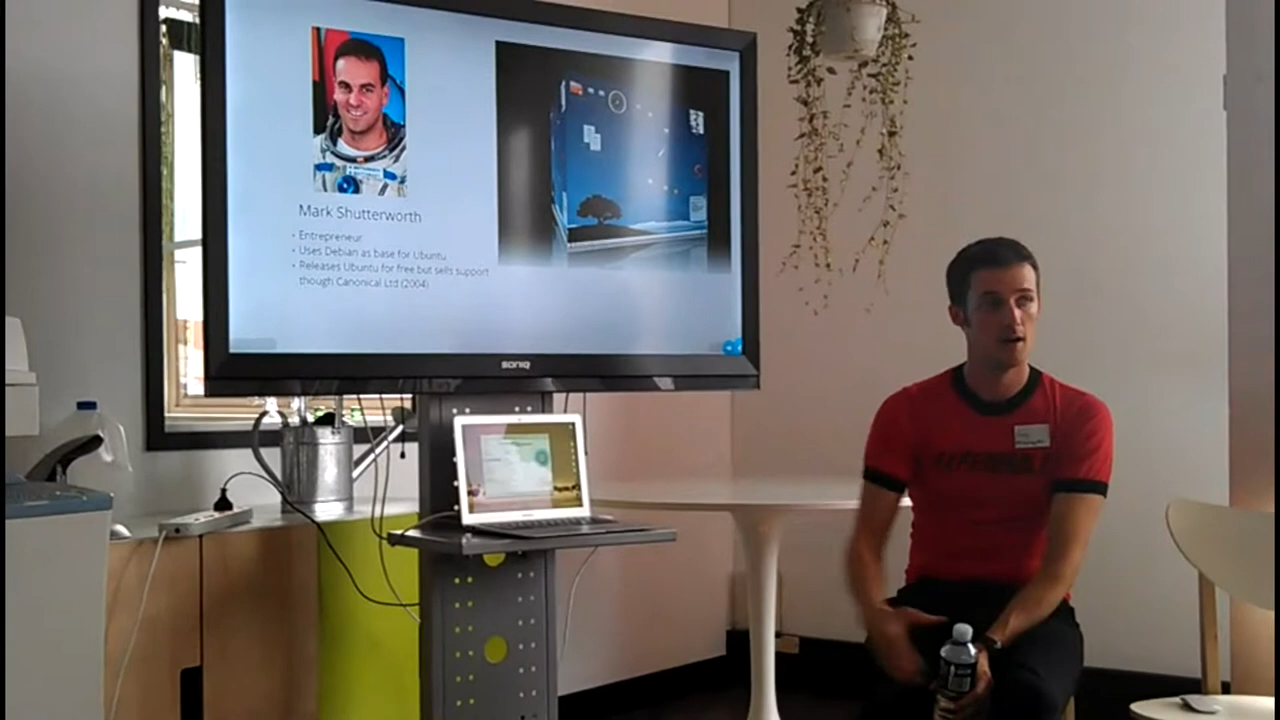 Mark Shutterworth
• Entrepreneur
• Uses Debian as base for Ubuntu
• Releases Ubuntu for free but sells support
though Canonical Ltd (2004)
SONIQ